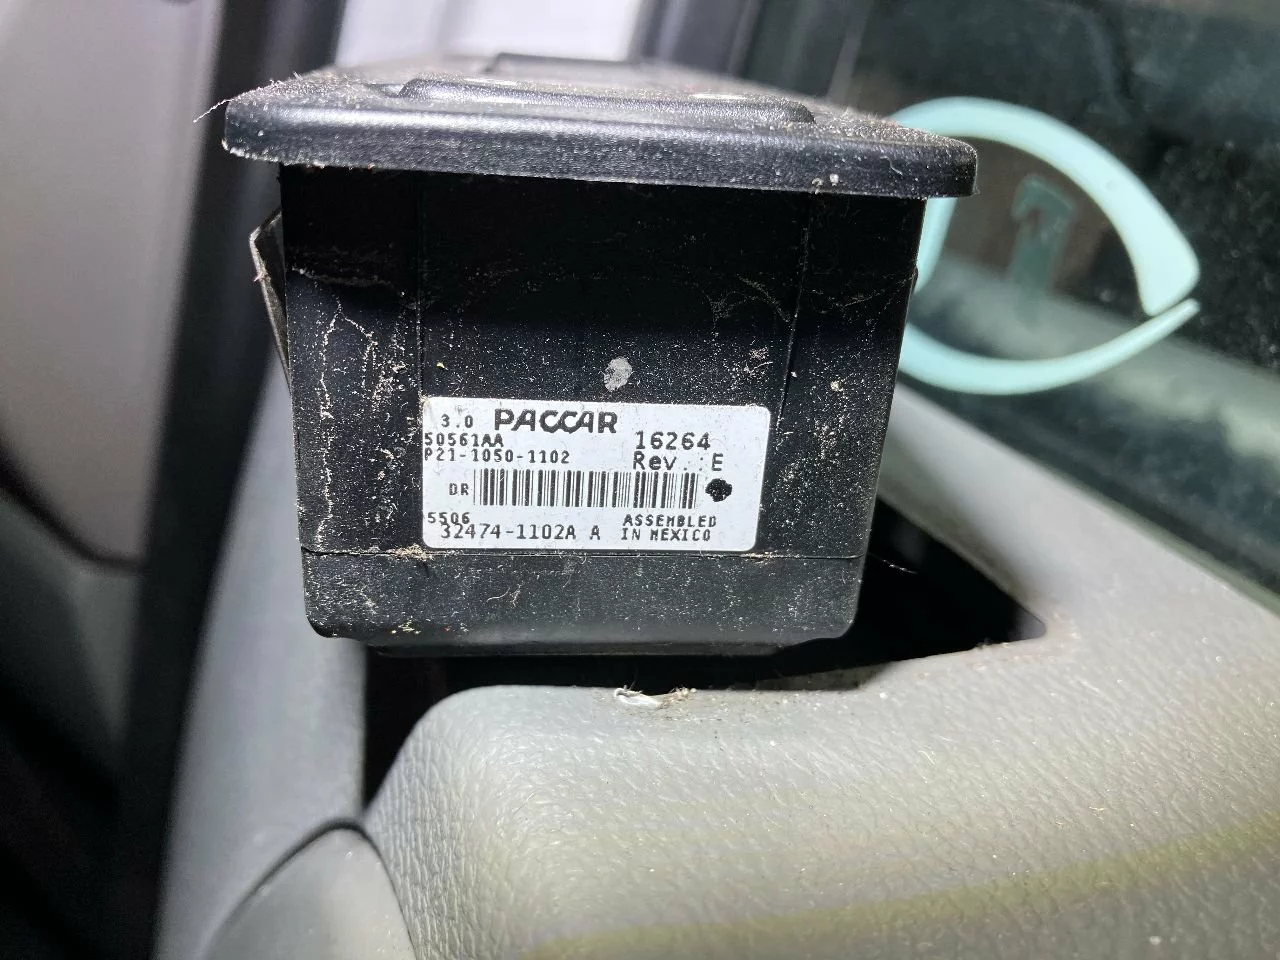 3.0 PACCAR
50561AA 16264
P21-1050-1102 Rev. E
DR
5506 ASSEMBLED
32474-1102A A IN MEXICO